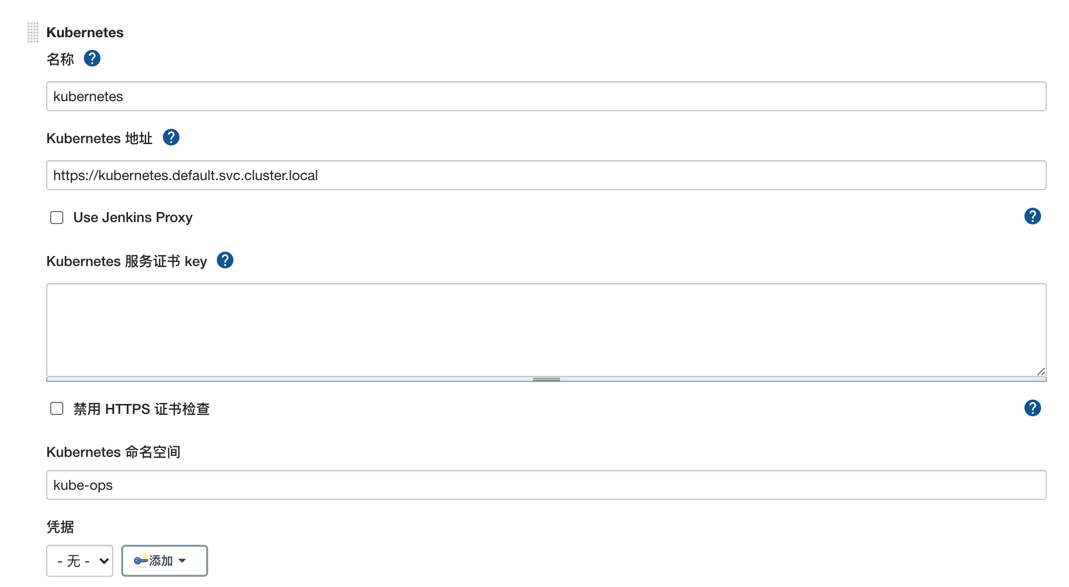 Kubernetes
名称 ?
kubernetes
Kubernetes 地址 ?
https://kubernetes.default.svc.cluster.local
Use Jenkins Proxy ?
Kubernetes 服务证书 key ?
禁用 HTTPS 证书检查 ?
Kubernetes 命名空间
kube-ops
凭据
- 无 - 添加